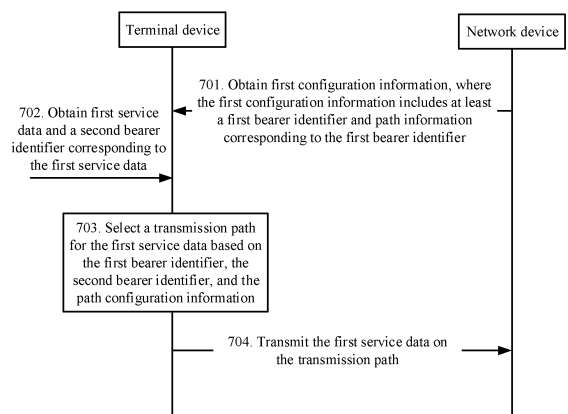 Terminal device
Network device
701. Obtain first configuration information, where
the first configuration information includes at least
a first bearer identifier and path information
corresponding to the first bearer identifier
702. Obtain first service
data and a second bearer
identifier corresponding to
the first service data
703. Select a transmission path
for the first service data based on
the first bearer identifier, the
second bearer identifier, and the
path configuration information
704. Transmit the first service data on
the transmission path